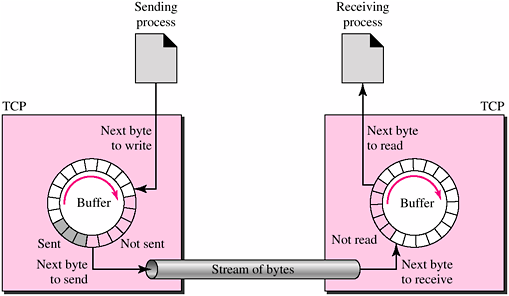 Sending
process
Receiving
process
TCP
TCP
Next byte
to write
Next byte
to read
Buffer
Buffer
Sent
Not sent
Not read
Next byte
to send
Stream of bytes
Next byte
to receive